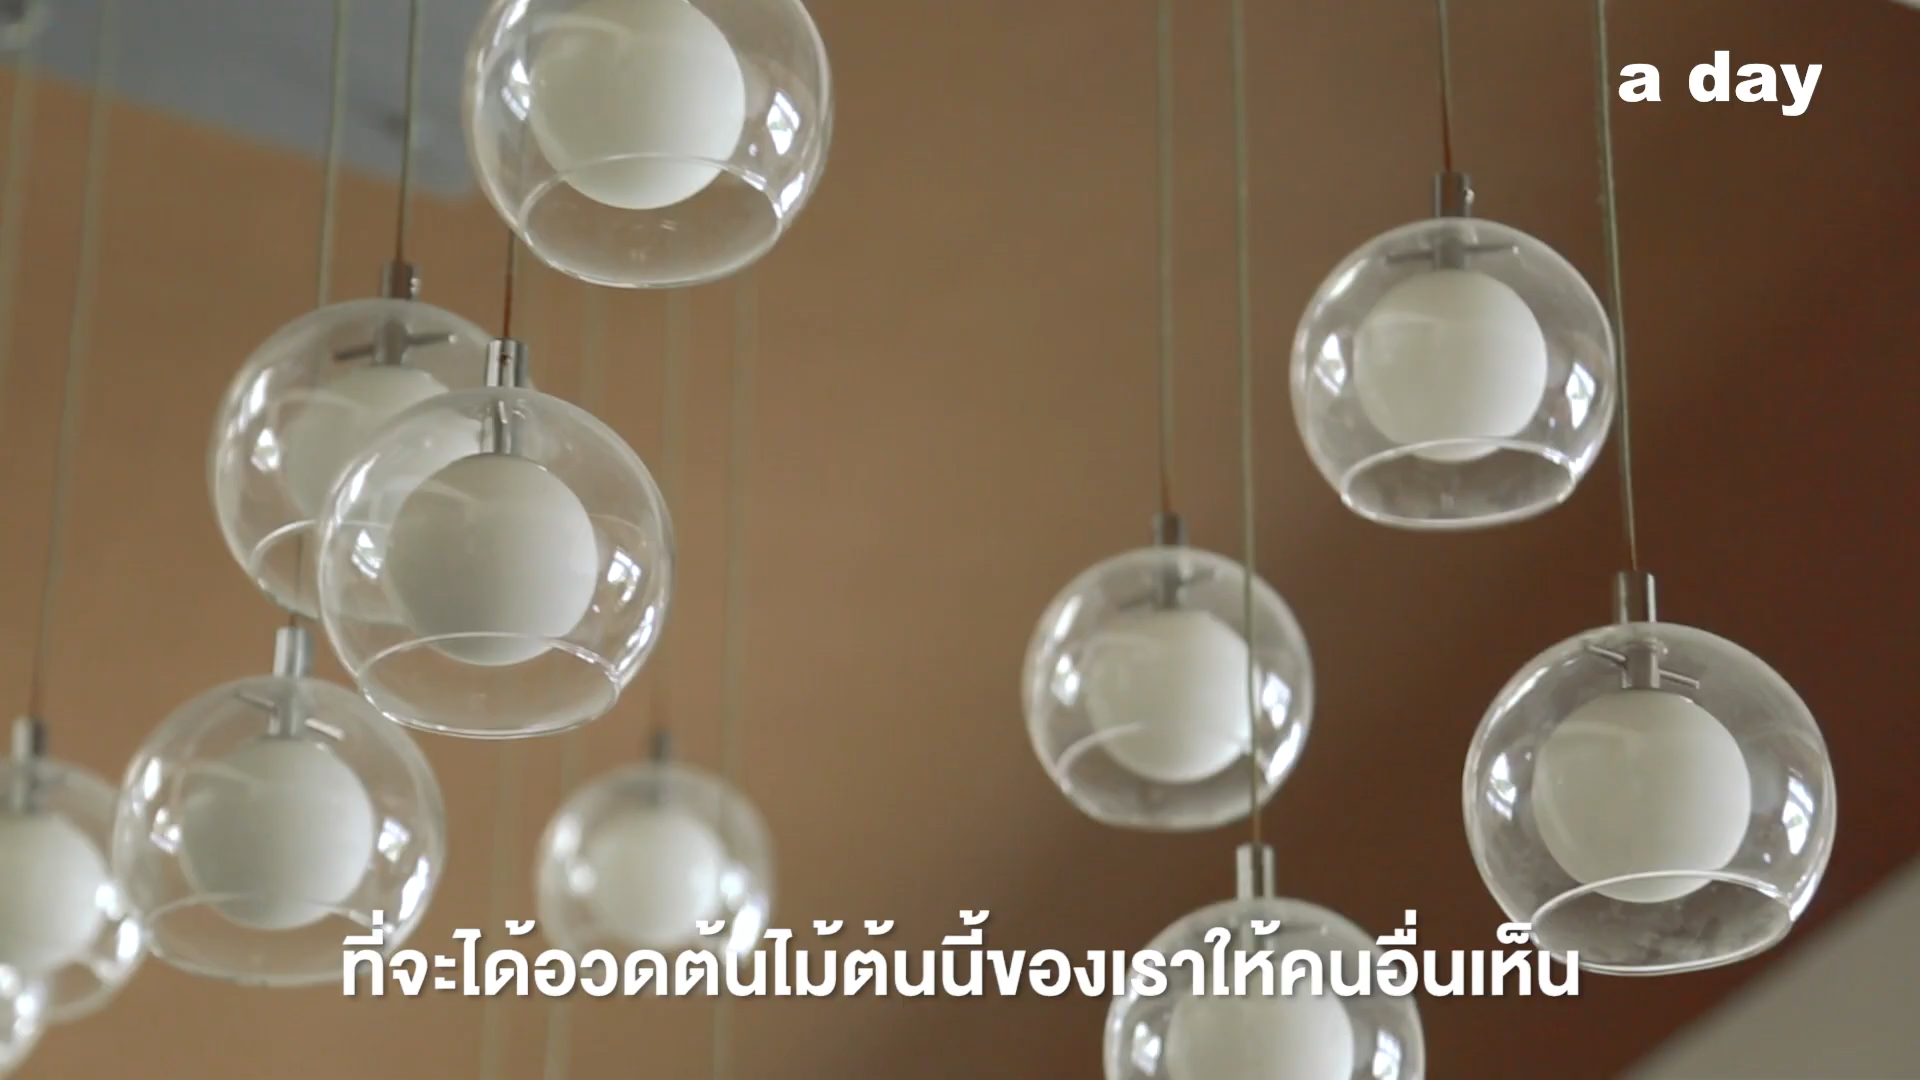 a day
ที่จะได้อวดต้นไม้ต้นนี้ของเราให้คนอื่นเห็น